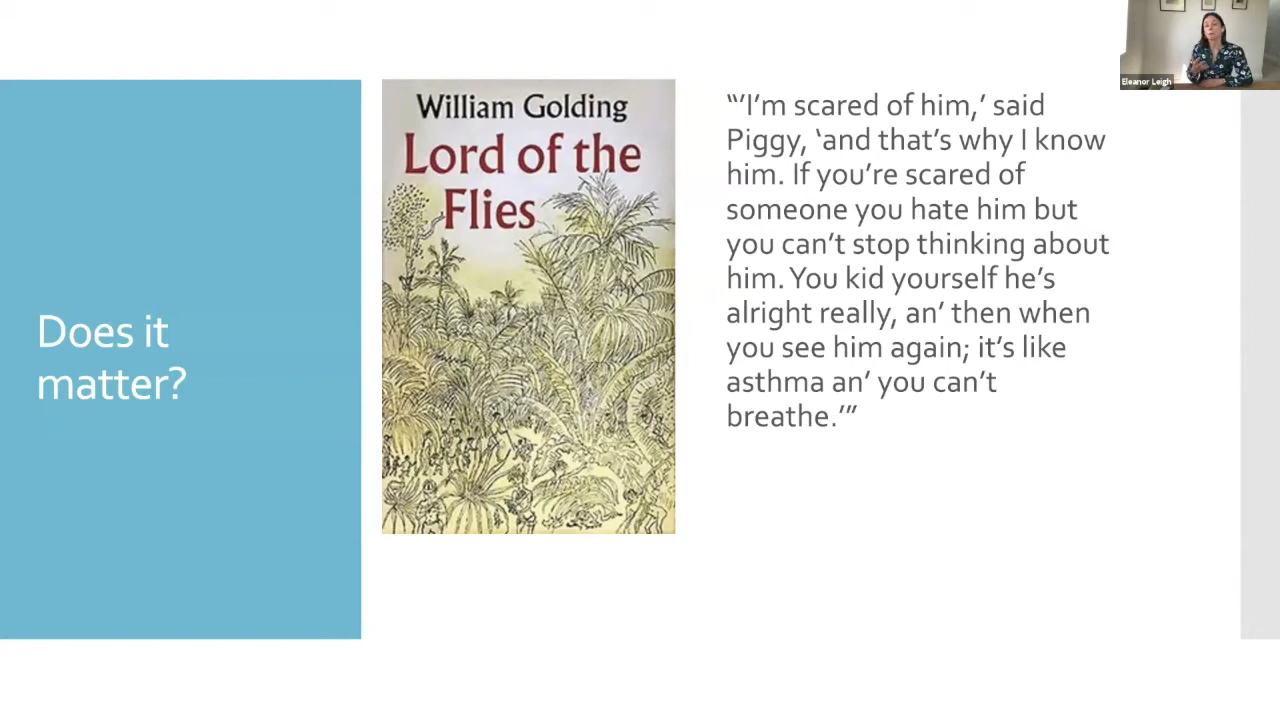 Eleanor Leigh
Does it
matter?
William Golding
Lord of the
Flies
“‘I’m scared of him,’ said
Piggy, ‘and that’s why I know
him. If you’re scared of
someone you hate him but
you can’t stop thinking about
him. You kid yourself he’s
alright really, an’ then when
you see him again; it’s like
asthma an’ you can’t
breathe.’”